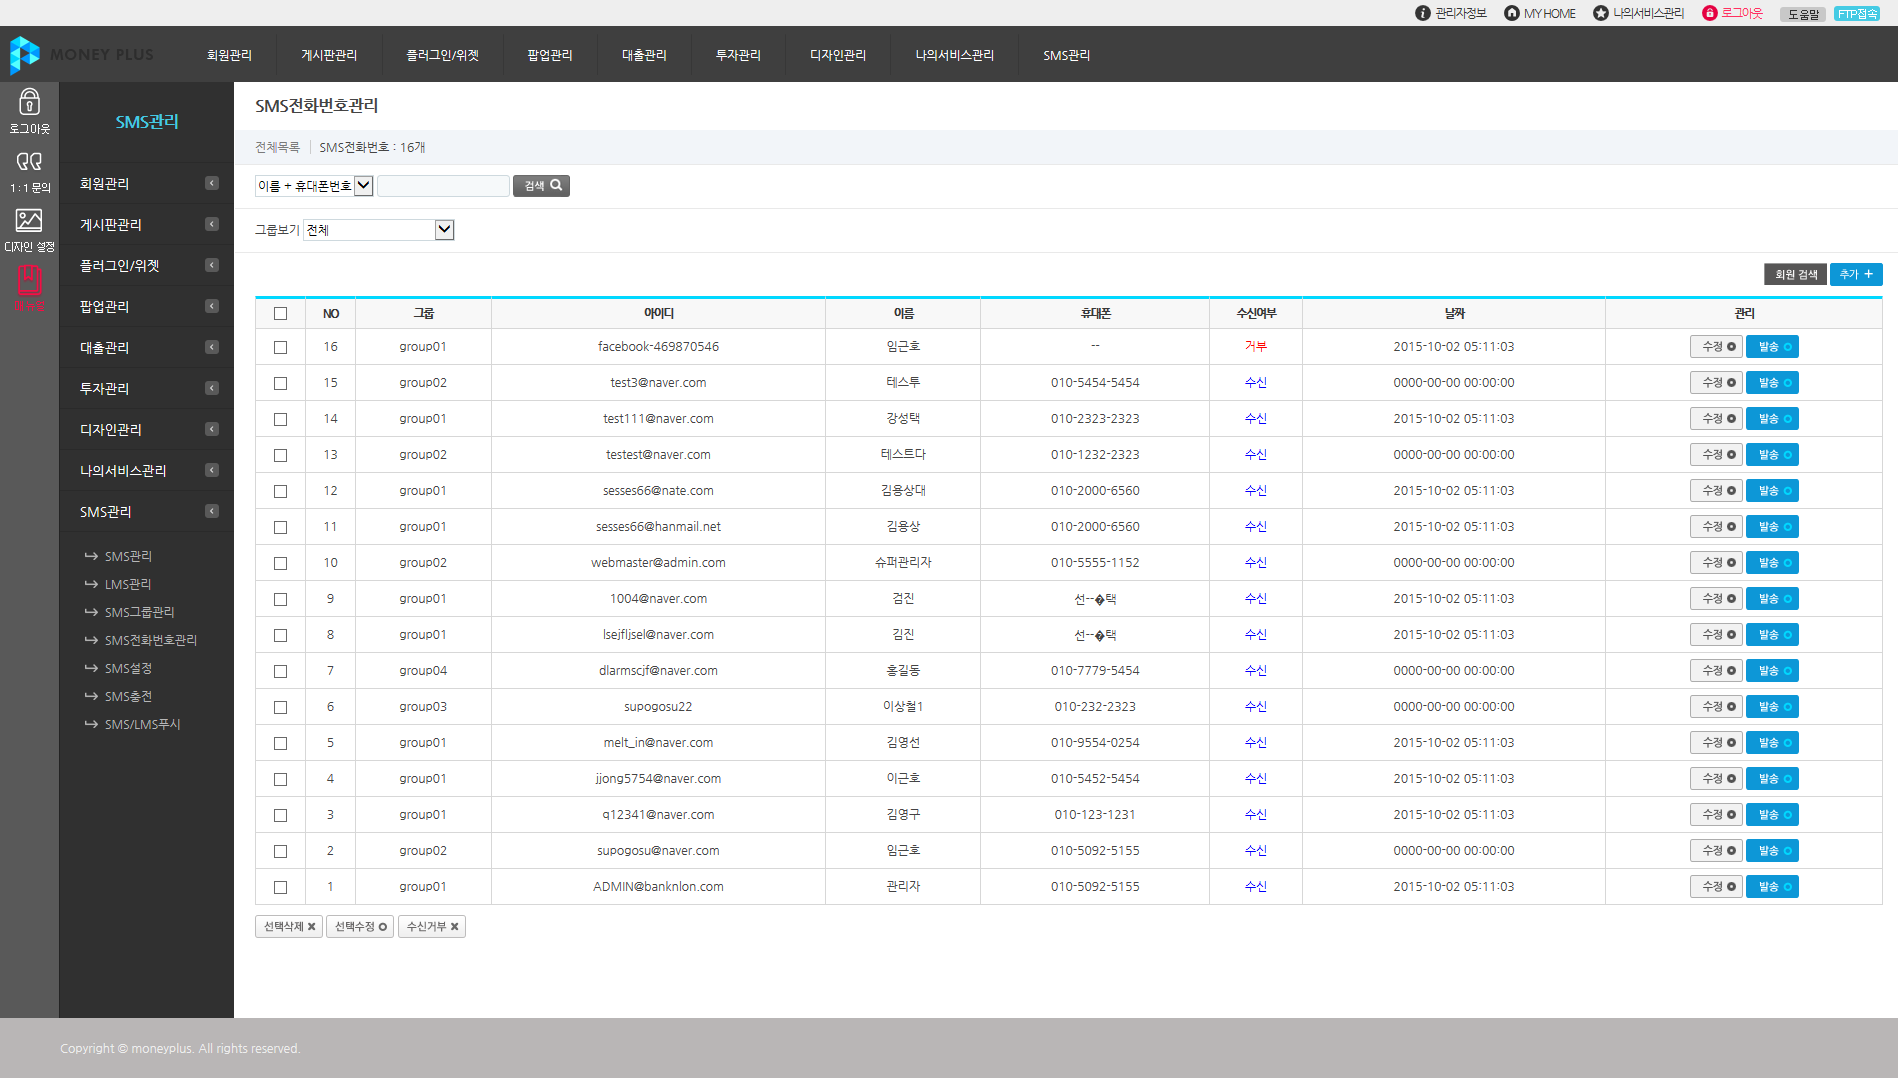 관리자정보 MY HOME 나의서비스관리 로그아웃 도움말 FTP접속
MONEY PLUS 회원관리 게시판관리 플러그인/위젯 팝업관리 대출관리 투자관리 디자인관리 나의서비스관리 SMS관리
로그아웃
1:1 문의
디자인 설정
SMS관리
회원관리
게시판관리
플러그인/위젯
팝업관리
대출관리
투자관리
디자인관리
나의서비스관리
SMS관리
SMS관리
LMS관리
SMS그룹관리
SMS전화번호관리
SMS설정
SMS충전
SMS/LMS푸시
SMS전화번호관리
전체목록 SMS전화번호 : 16개
이름 + 휴대폰번호 검색
그룹보기 전체
회원 검색 추가 +
NO 그룹 아이디 이름 휴대폰 수신여부 날짜 관리
16 group01 facebook-469870546 임근호 -- 거부 2015-10-02 05:11:03 수정 발송
15 group02 test3@naver.com 테스투 010-5454-5454 수신 0000-00-00 00:00:00 수정 발송
14 group01 test111@naver.com 강성택 010-2323-2323 수신 2015-10-02 05:11:03 수정 발송
13 group02 testest@naver.com 테스트다 010-1232-2323 수신 0000-00-00 00:00:00 수정 발송
12 group01 sesses66@nate.com 김용상대 010-2000-6560 수신 2015-10-02 05:11:03 수정 발송
11 group01 sesses66@hanmail.net 김용상 010-2000-6560 수신 2015-10-02 05:11:03 수정 발송
10 group02 webmaster@admin.com 슈퍼관리자 010-5555-1152 수신 0000-00-00 00:00:00 수정 발송
9 group01 1004@naver.com 검진 선--�택 수신 2015-10-02 05:11:03 수정 발송
8 group01 lsejfljsel@naver.com 김진 선--�택 수신 2015-10-02 05:11:03 수정 발송
7 group04 dlarmscjf@naver.com 홍길동 010-7779-5454 수신 0000-00-00 00:00:00 수정 발송
6 group03 supogosu22 이상철1 010-232-2323 수신 0000-00-00 00:00:00 수정 발송
5 group01 melt_in@naver.com 김영선 010-9554-0254 수신 2015-10-02 05:11:03 수정 발송
4 group01 jjong5754@naver.com 이근호 010-5452-5454 수신 2015-10-02 05:11:03 수정 발송
3 group01 q12341@naver.com 김영구 010-123-1231 수신 2015-10-02 05:11:03 수정 발송
2 group02 supogosu@naver.com 임근호 010-5092-5155 수신 0000-00-00 00:00:00 수정 발송
1 group01 ADMIN@banknlon.com 관리자 010-5092-5155 수신 2015-10-02 05:11:03 수정 발송
선택삭제 선택수정 수신거부
Copyright © moneyplus. All rights reserved.